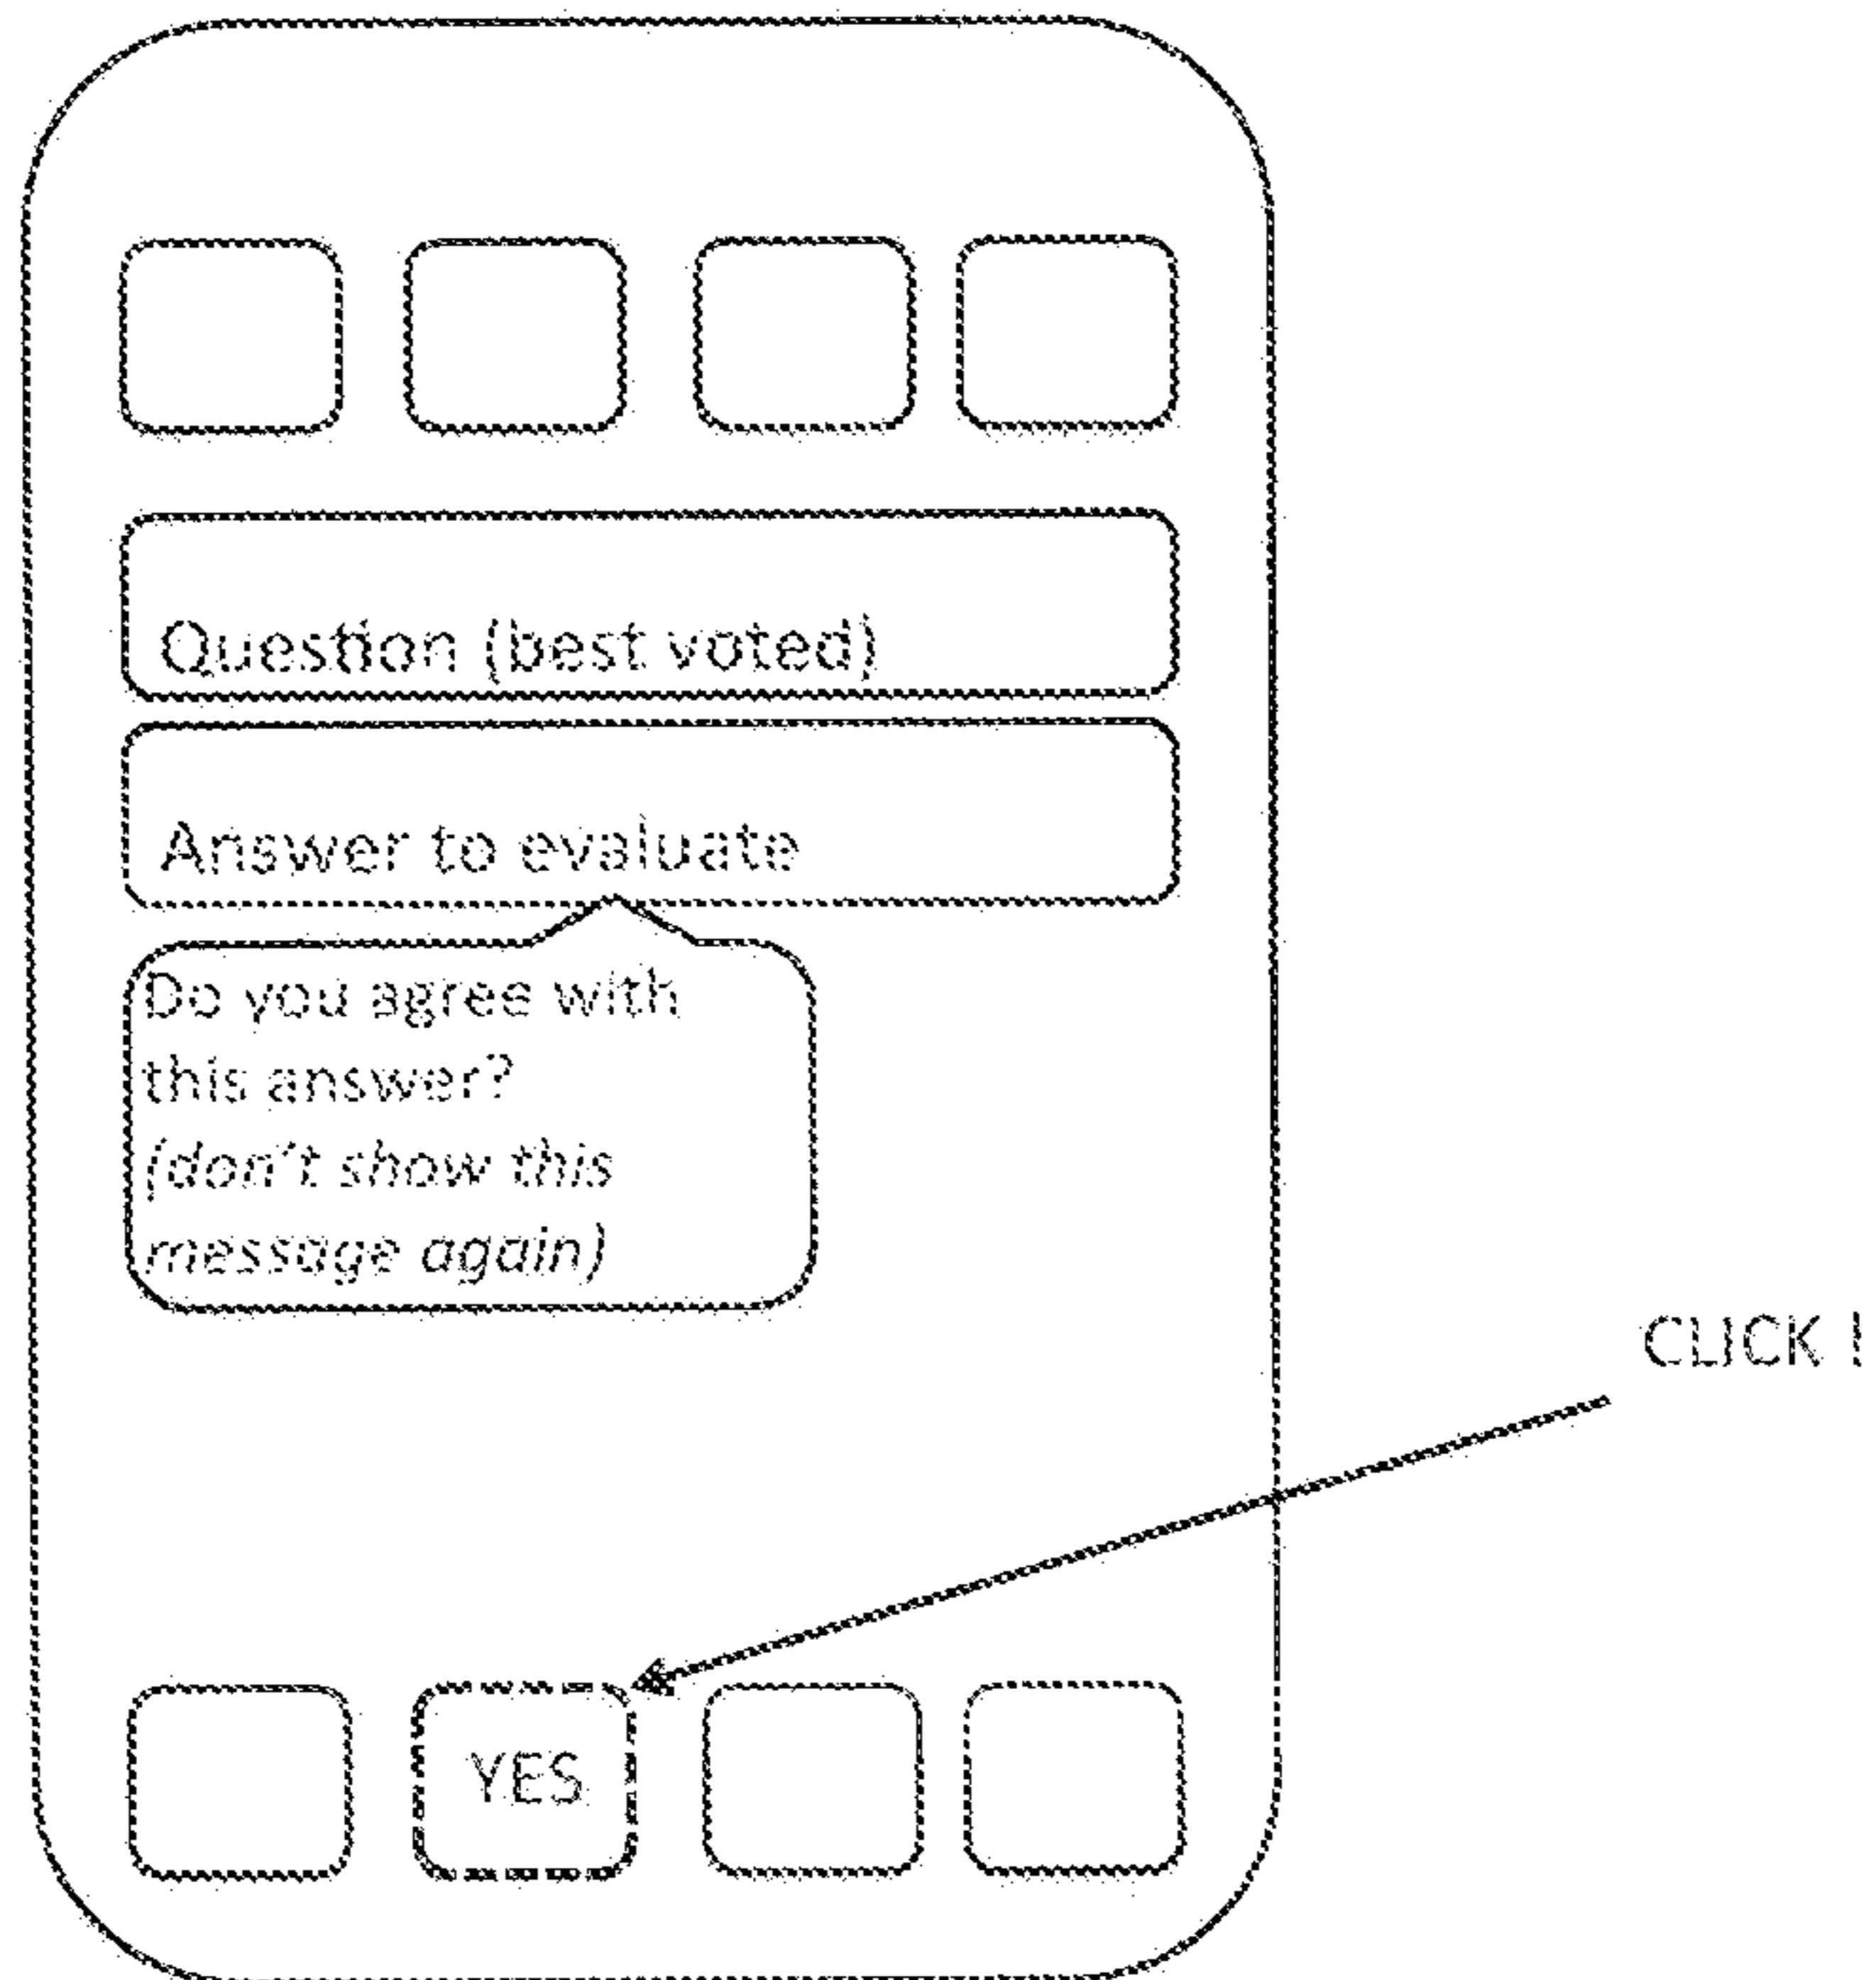 Question (best voted)
Answer to evaluate
Do you agree with
this answer?
(don't show this
message again)
CLICK !
YES